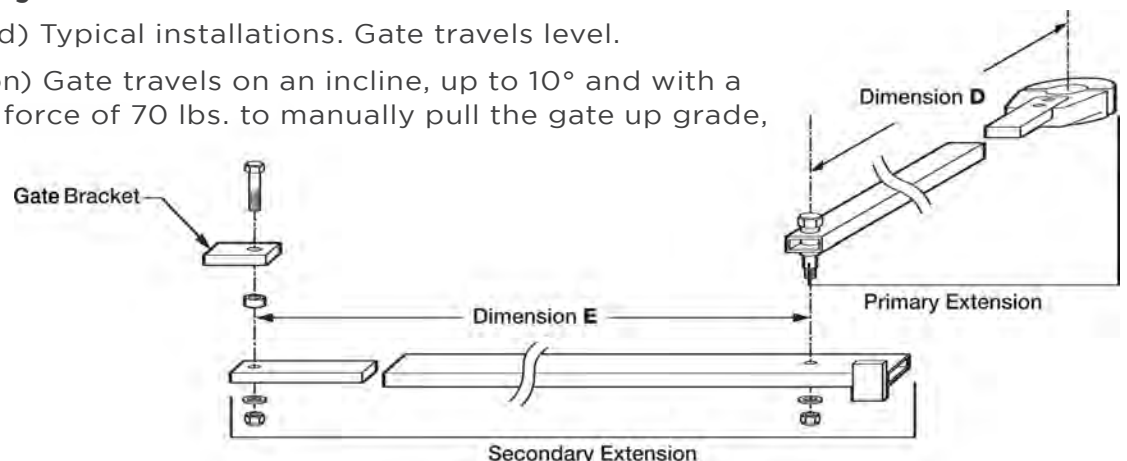 d) Typical installations. Gate travels level.
on) Gate travels on an incline, up to 10° and with a
force of 70 lbs. to manually pull the gate up grade,
Dimension D
Gate Bracket
Primary Extension
Dimension E
Secondary Extension